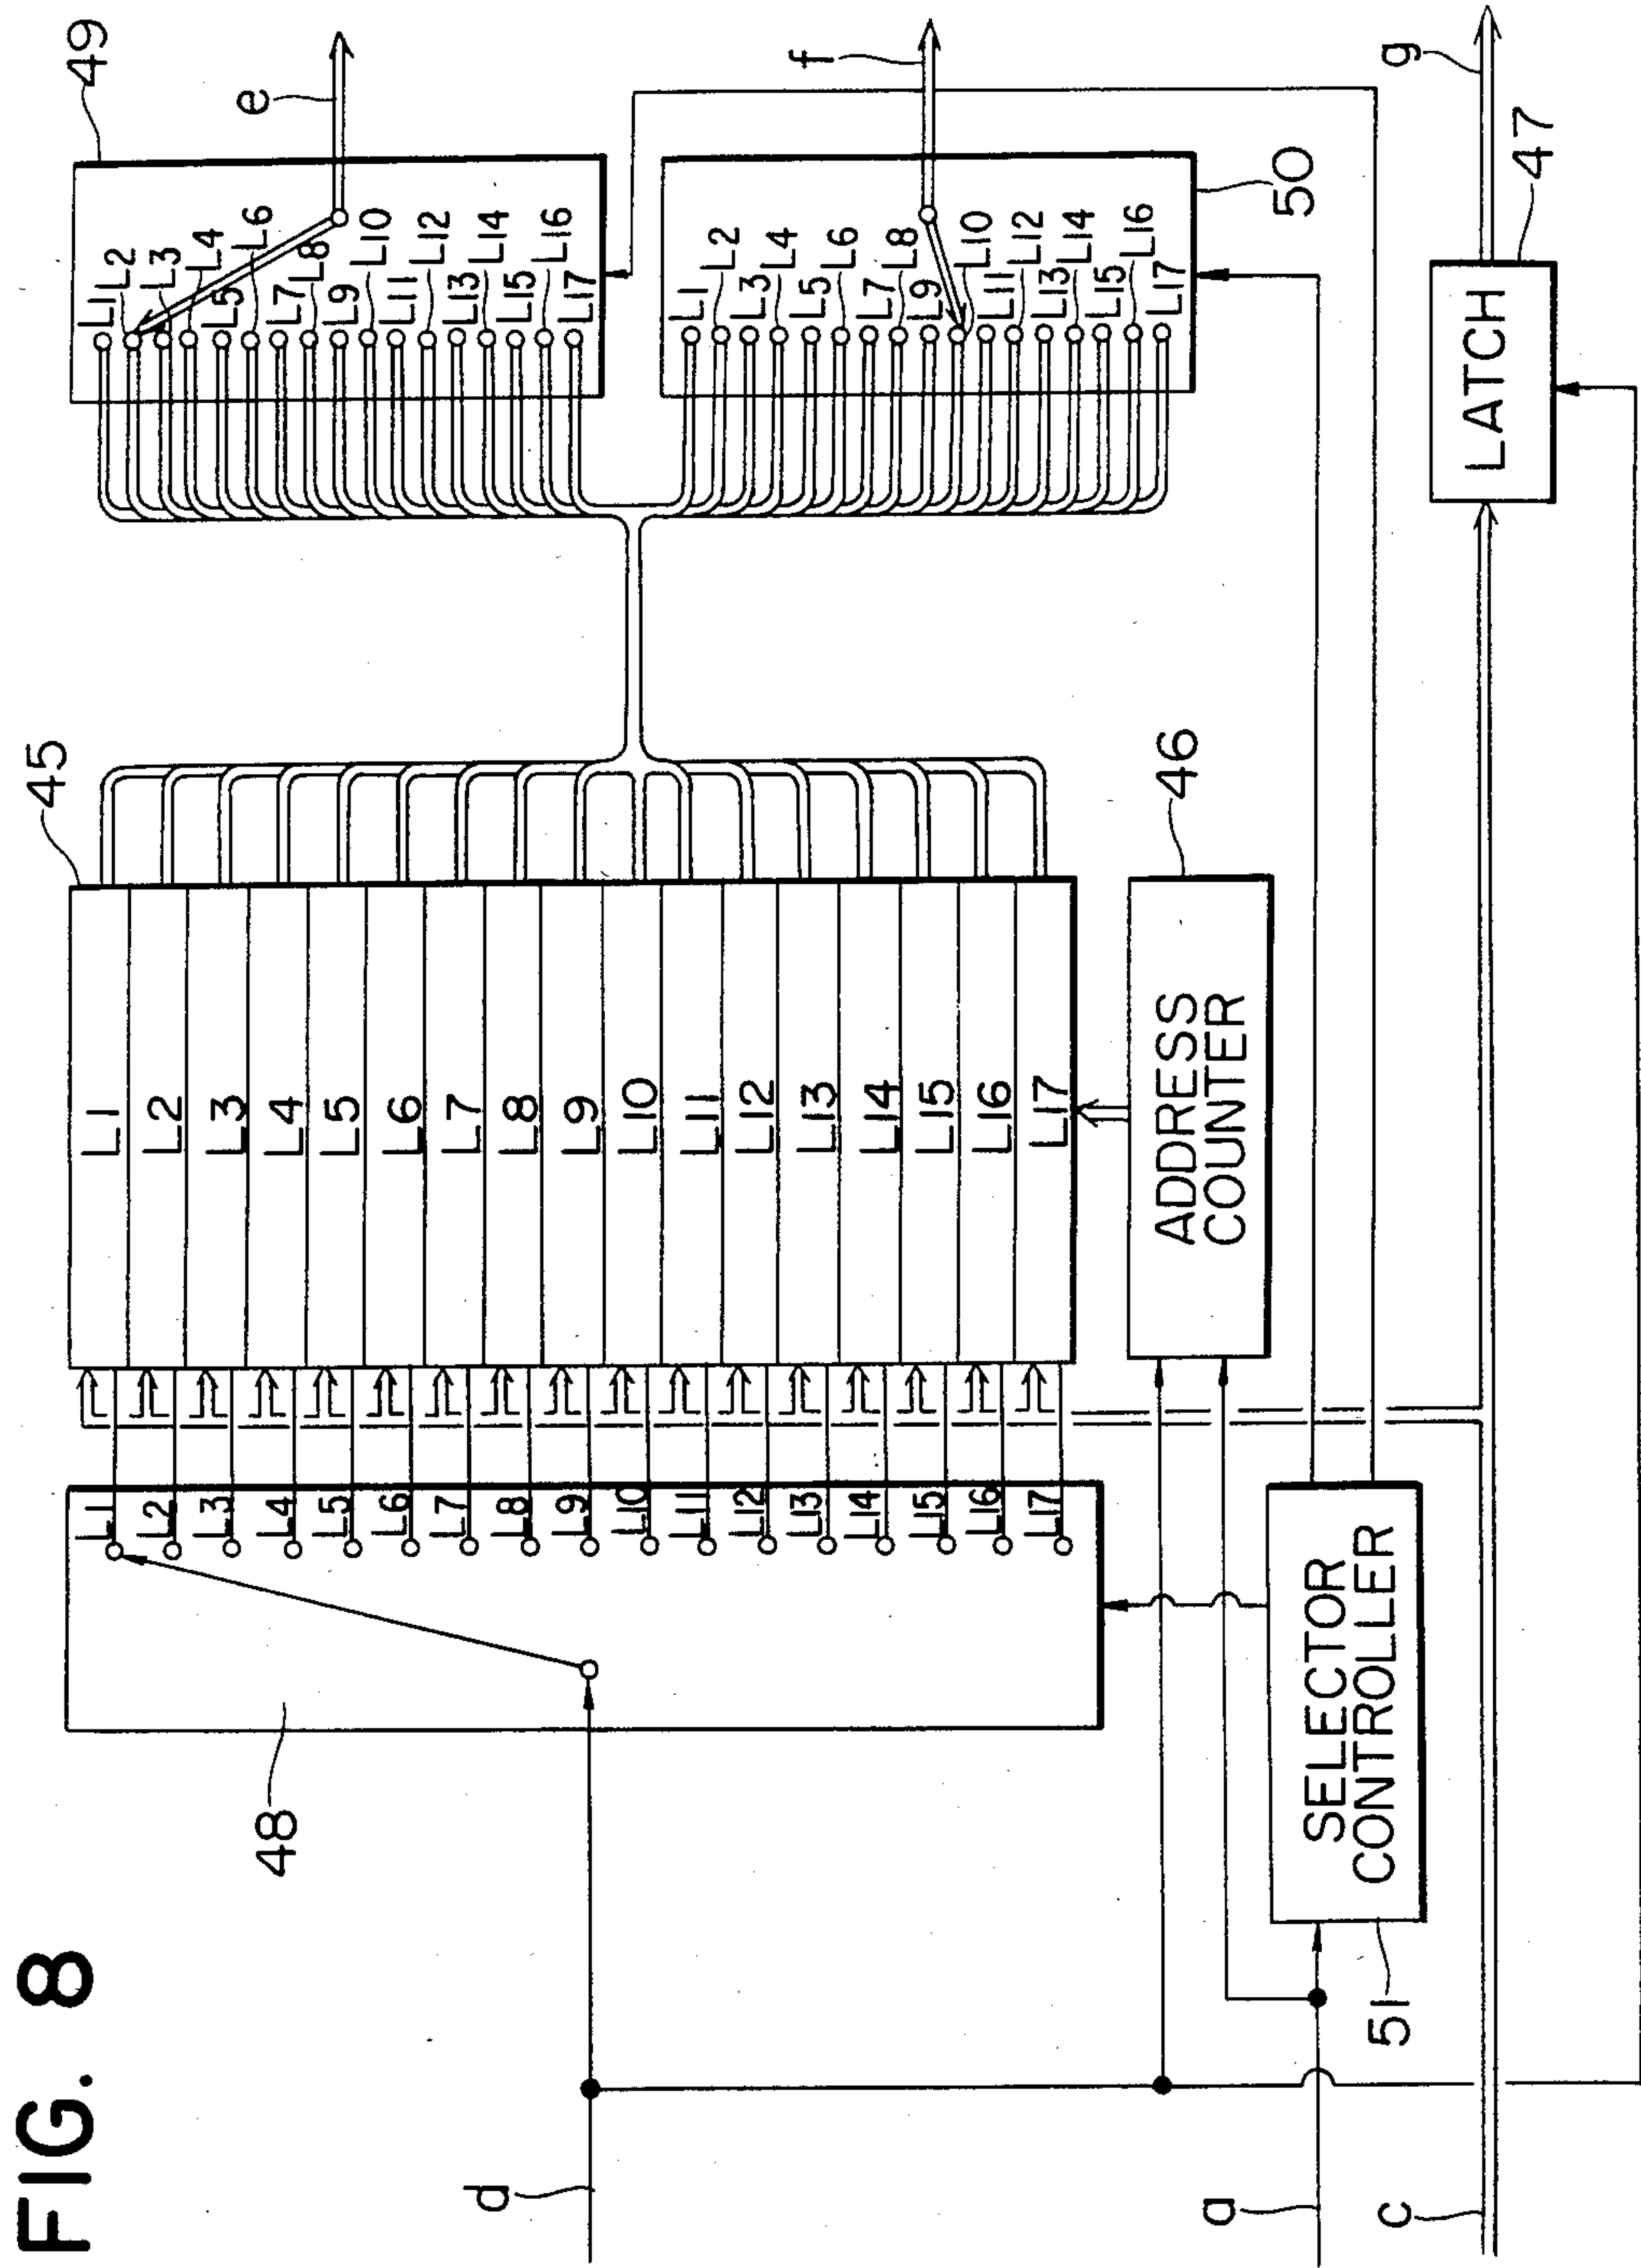 FIG. 8
48
L1
L2
L3
L4
L5
L6
L7
L8
L9
L10
L11
L12
L13
L14
L15
L16
L17
45
L1
L2
L3
L4
L5
L6
L7
L8
L9
L10
L11
L12
L13
L14
L15
L16
L17
49
L1
L2
L3
L4
L5
L6
L7
L8
L9
L10
L11
L12
L13
L14
L15
L16
L17
e
L1
L2
L3
L4
L5
L6
L7
L8
L9
L10
L11
L12
L13
L14
L15
L16
L17
f
50
46
ADDRESS
COUNTER
SELECTOR
CONTROLLER
51
LATCH
47
g
d
a
c